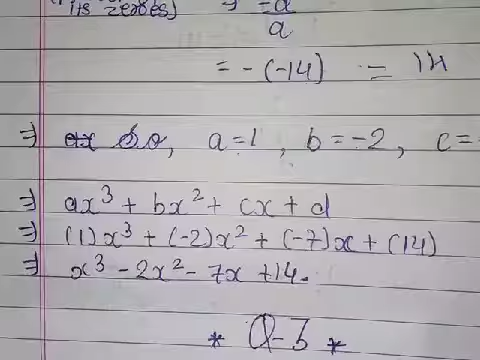 its zeroes) ⇒ -d
a
= -(-14) = 14
⇒ So, a=1, b=-2, c=
⇒ ax³ + bx² + cx + d
⇒ (1)x³ + (-2)x² + (-7)x + (14)
⇒ x³ - 2x² - 7x + 14.
* Q-3 *